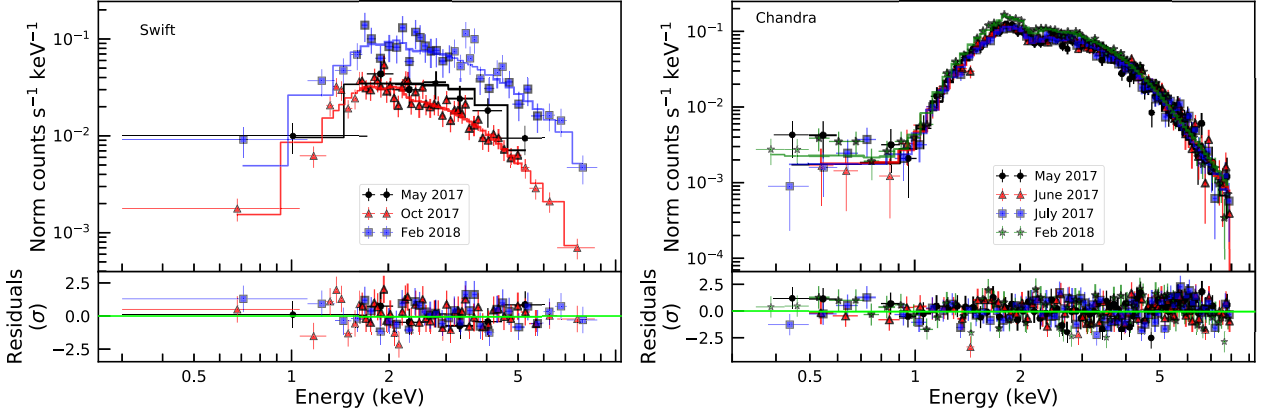 Swift
Norm counts s⁻¹ keV⁻¹
10⁻¹
10⁻²
10⁻³
May 2017
Oct 2017
Feb 2018
Residuals
(σ)
2.5
0.0
−2.5
0.5
1
2
5
Energy (keV)
Chandra
Norm counts s⁻¹ keV⁻¹
10⁻¹
10⁻²
10⁻³
10⁻⁴
May 2017
June 2017
July 2017
Feb 2018
Residuals
(σ)
2.5
0.0
−2.5
0.5
1
2
5
Energy (keV)